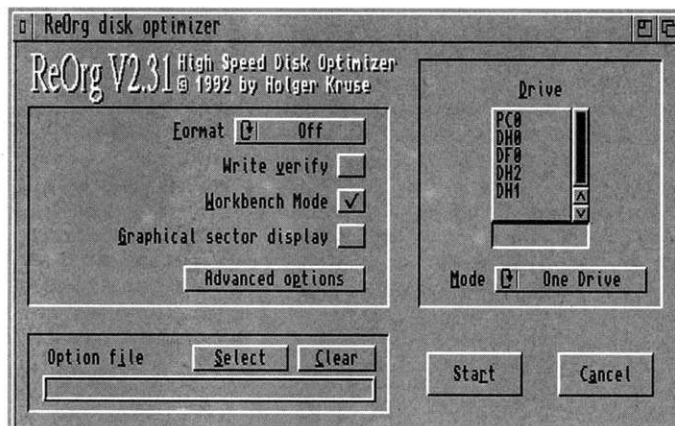 ReOrg disk optimizer
ReOrg V2.31 High Speed Disk Optimizer
© 1992 by Holger Kruse
Format Off
Write verify
Workbench Mode
Graphical sector display
Advanced options
Drive
PC0
DH0
DF0
DH2
DH1
Mode One Drive
Option file Select Clear
Start Cancel